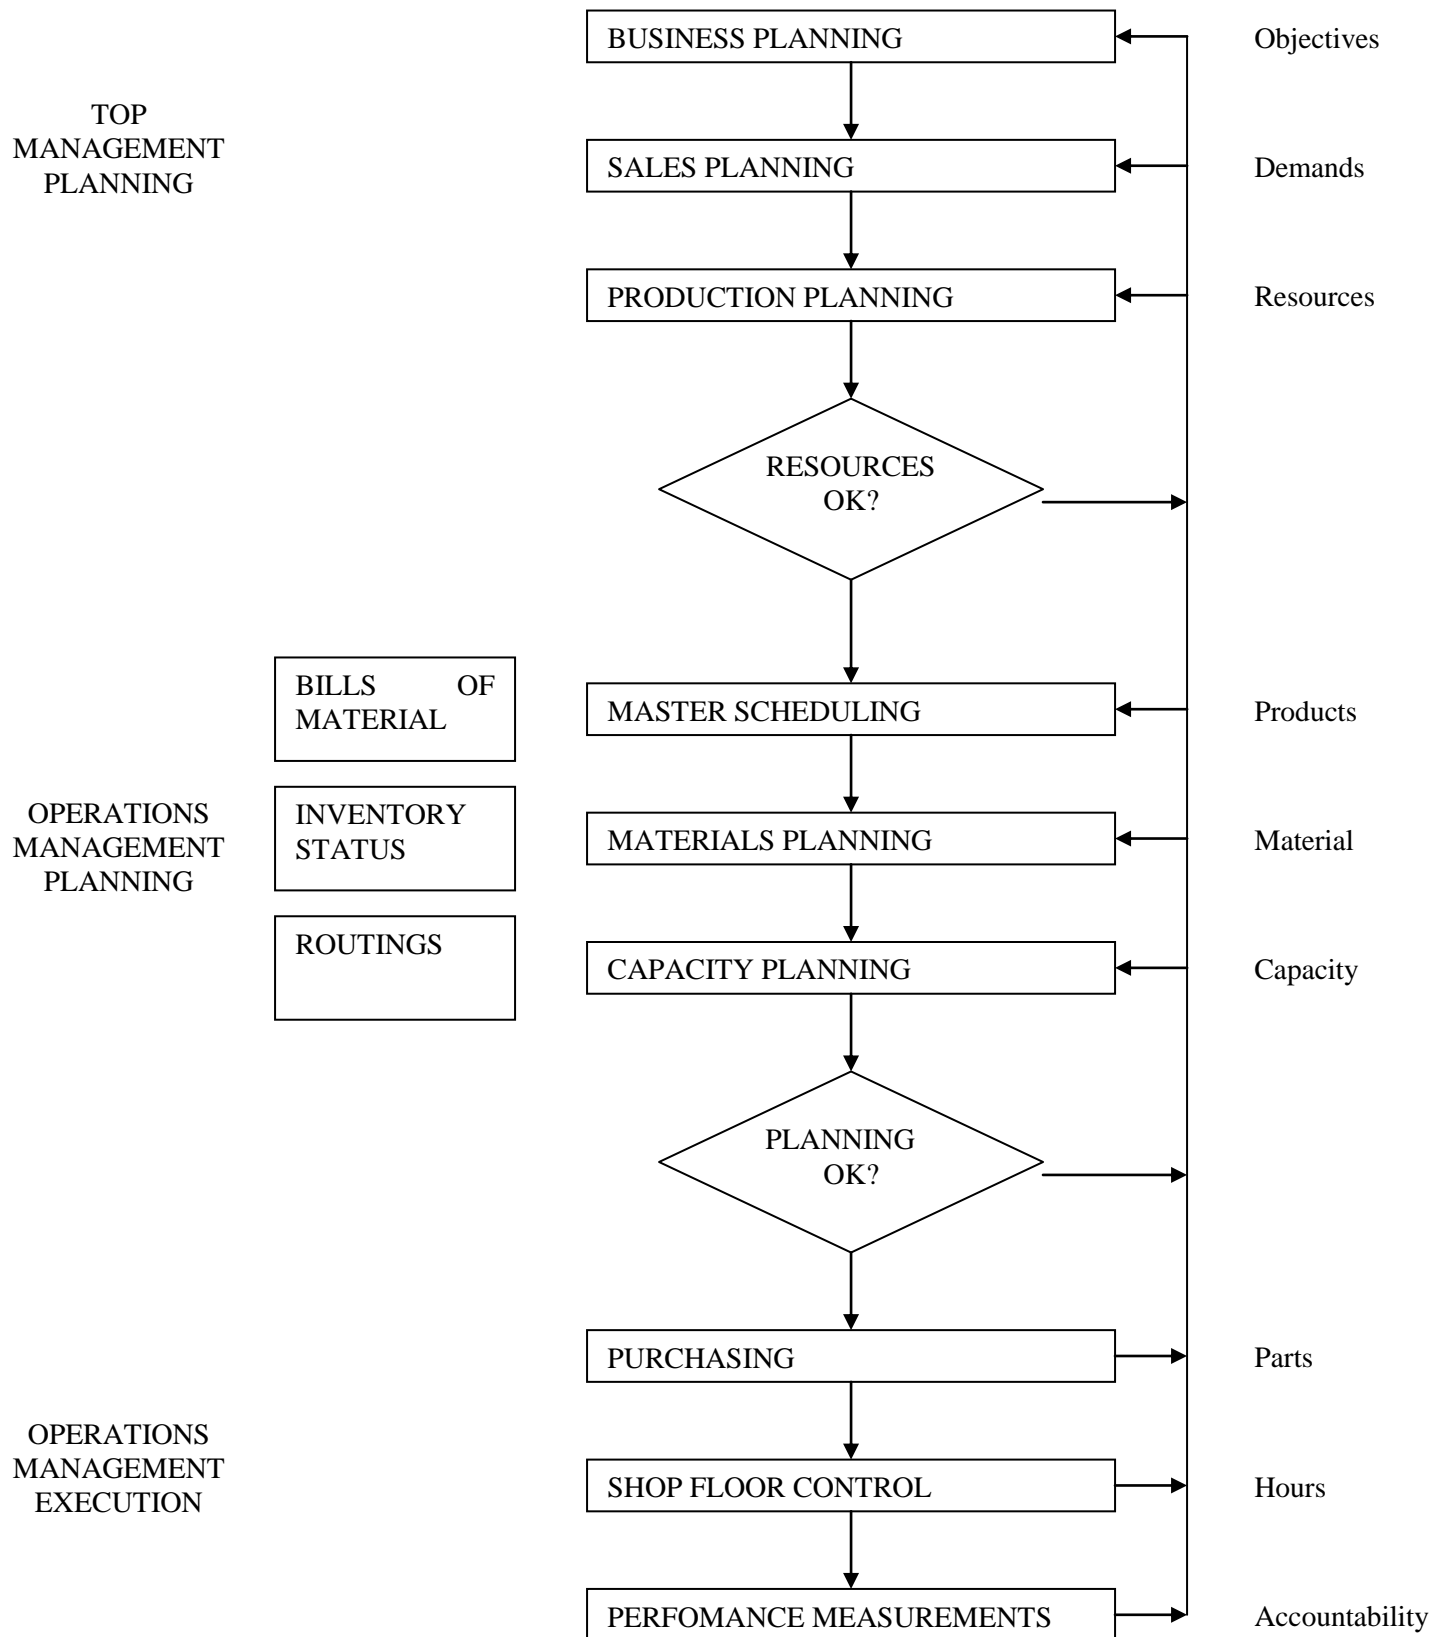 BUSINESS PLANNING
Objectives
TOP
MANAGEMENT
PLANNING
SALES PLANNING
Demands
PRODUCTION PLANNING
Resources
RESOURCES
OK?
BILLS OF
MATERIAL
MASTER SCHEDULING
Products
OPERATIONS
MANAGEMENT
PLANNING
INVENTORY
STATUS
MATERIALS PLANNING
Material
ROUTINGS
CAPACITY PLANNING
Capacity
PLANNING
OK?
PURCHASING
Parts
OPERATIONS
MANAGEMENT
EXECUTION
SHOP FLOOR CONTROL
Hours
PERFOMANCE MEASUREMENTS
Accountability